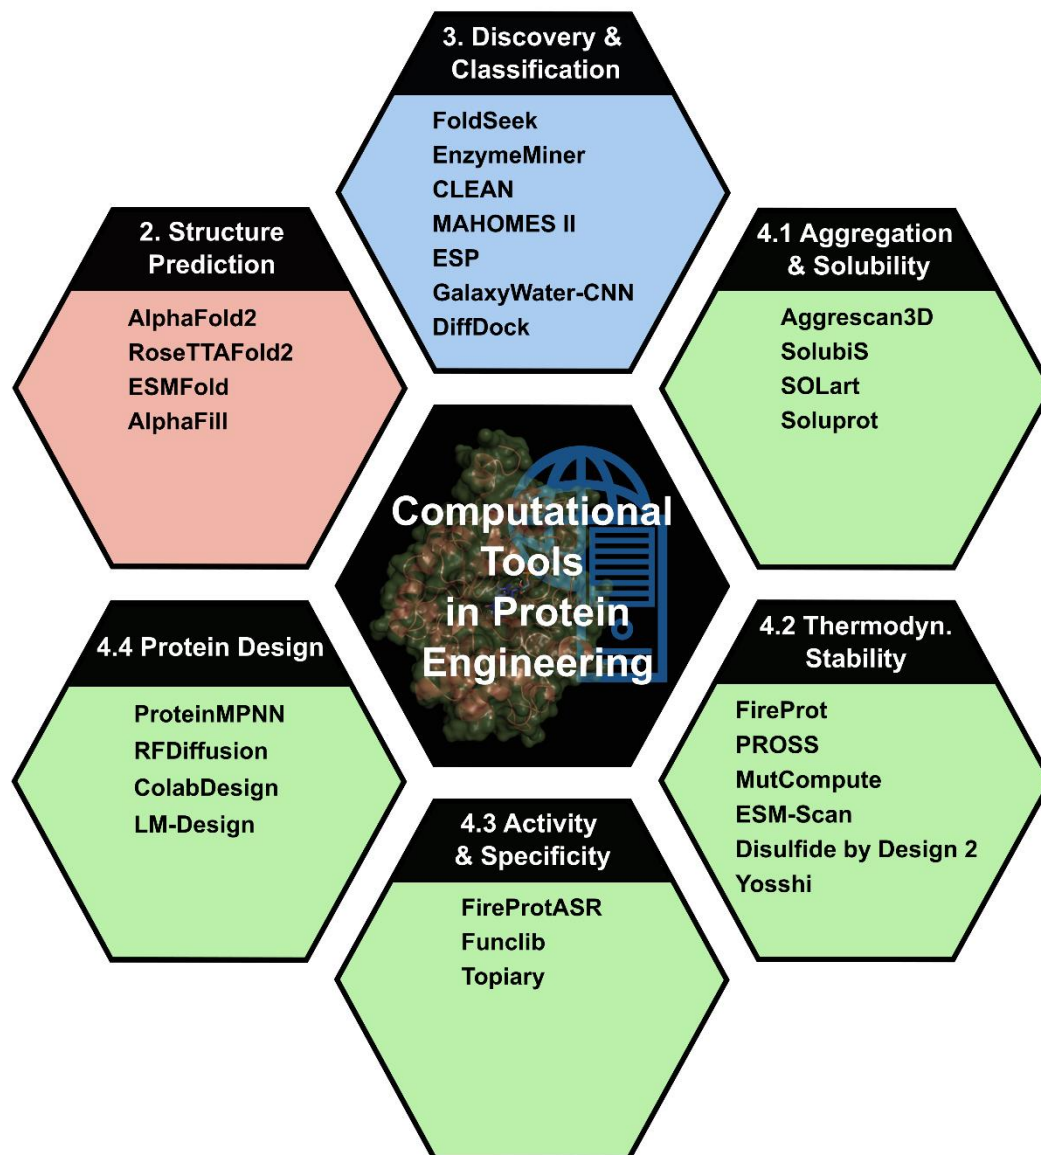 3. Discovery &
Classification
FoldSeek
EnzymeMiner
CLEAN
MAHOMES II
ESP
GalaxyWater-CNN
DiffDock
2. Structure
Prediction
AlphaFold2
RoseTTAFold2
ESMFold
AlphaFill
4.1 Aggregation
& Solubility
Aggrescan3D
SolubiS
SOLart
Soluprot
Computational
Tools
in Protein
Engineering
4.4 Protein Design
ProteinMPNN
RFDiffusion
ColabDesign
LM-Design
4.2 Thermodyn.
Stability
FireProt
PROSS
MutCompute
ESM-Scan
Disulfide by Design 2
Yosshi
4.3 Activity
& Specificity
FireProtASR
Funclib
Topiary